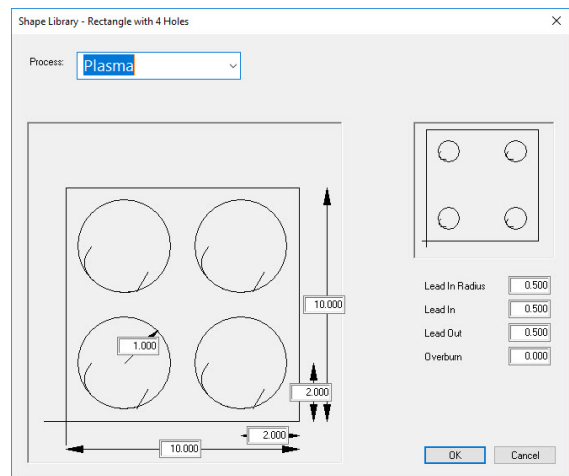 Shape Library - Rectangle with 4 Holes
Process: Plasma
10.000
1.000
2.000
2.000
10.000
Lead In Radius 0.500
Lead In 0.500
Lead Out 0.500
Overburn 0.000
OK Cancel